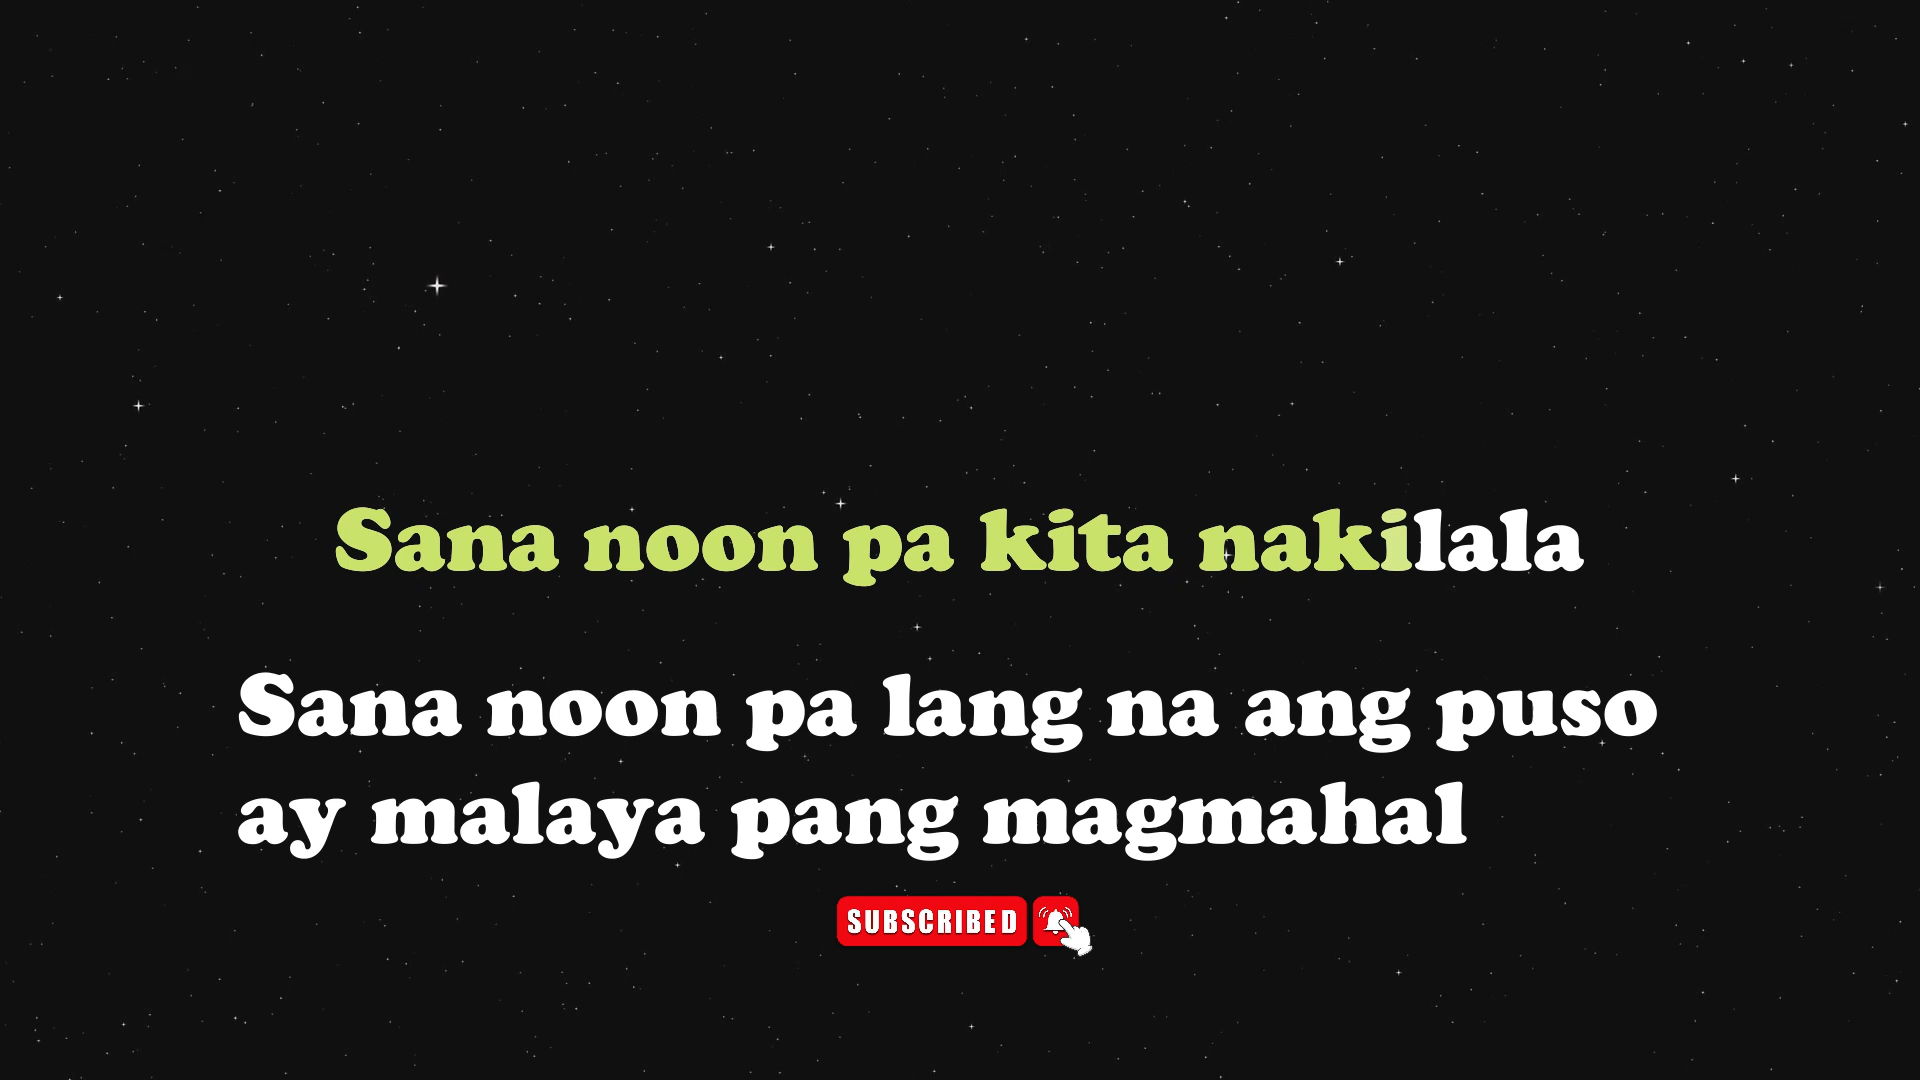 Sana noon pa kita nakilala
Sana noon pa lang na ang puso
ay malaya pang magmahal
SUBSCRIBED